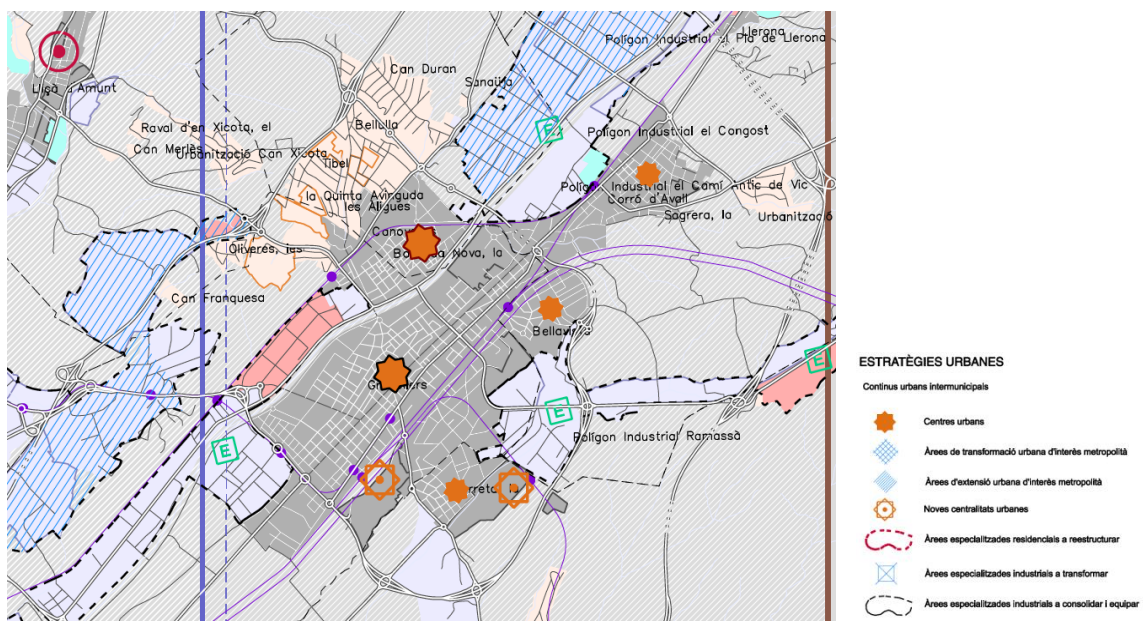 Llerona
Polígon Industrial el Pla de Llerona
Can Duran
Sanaüja
Lliçà d'Amunt
E
Raval d'en Xicota, el
Bellulla
Polígon Industrial el Congost
Can Merlès
Urbanització Can Xicota
Tibel
la Quinta Avinguda
Polígon Industrial el Camí Antic de Vic
les Aligues
Corró d'Avall
Sagrera, la
Urbanització
Nova, la
Oliveres, les
Can Franquesa
Bellavista
E
E
Polígon Industrial Ramassà
E
ESTRATÈGIES URBANES
Continus urbans intermunicipals
Centres urbans
Àrees de transformació urbana d'interès metropolità
Àrees d'extensió urbana d'interès metropolità
Noves centralitats urbanes
Àrees especialitzades residencials a reestructurar
Àrees especialitzades industrials a transformar
Àrees especialitzades industrials a consolidar i equipar